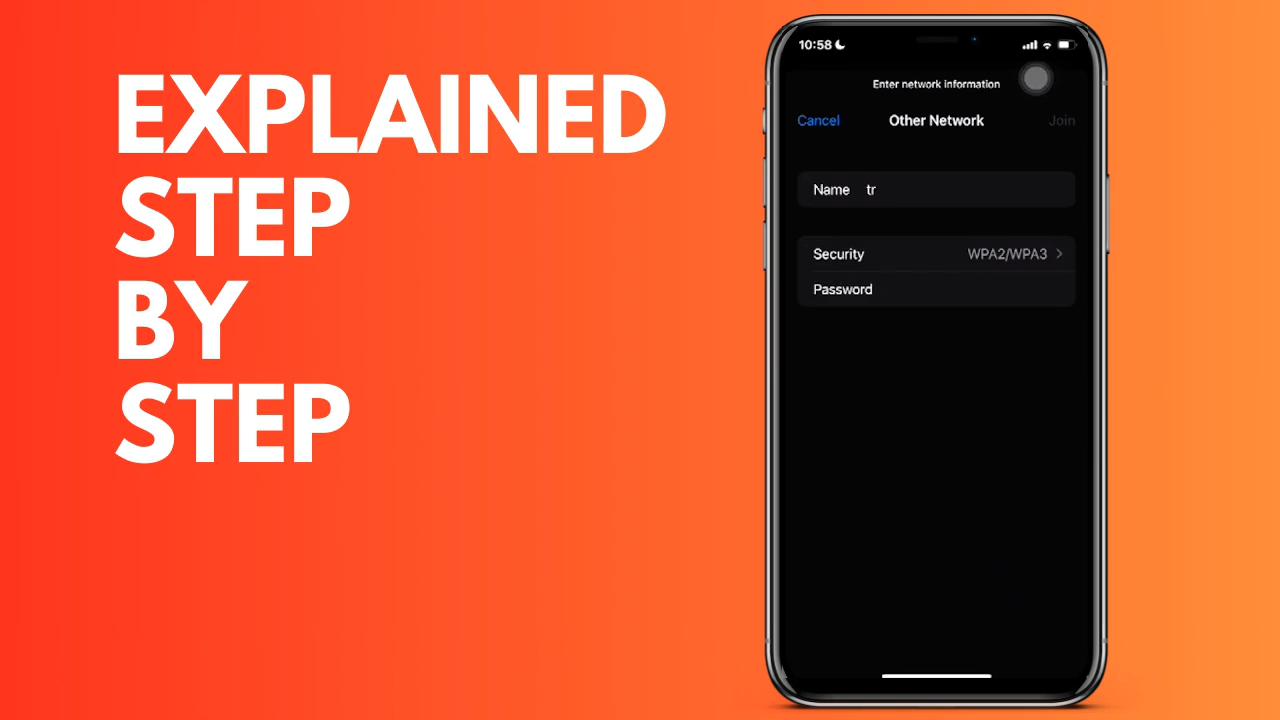 EXPLAINED
STEP
BY
STEP
10:58
Enter network information
Cancel Other Network Join
Name tr
Security WPA2/WPA3
Password